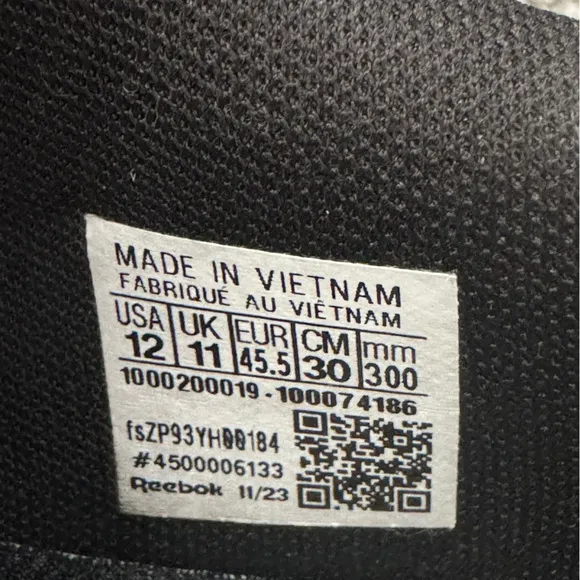 MADE IN VIETNAM
FABRIQUÉ AU VIÊTNAM
USA UK EUR CM mm
12 11 45.5 30 300
1000200019-100074186
fsZP93YH00184
#4500006133
Reebok 11/23